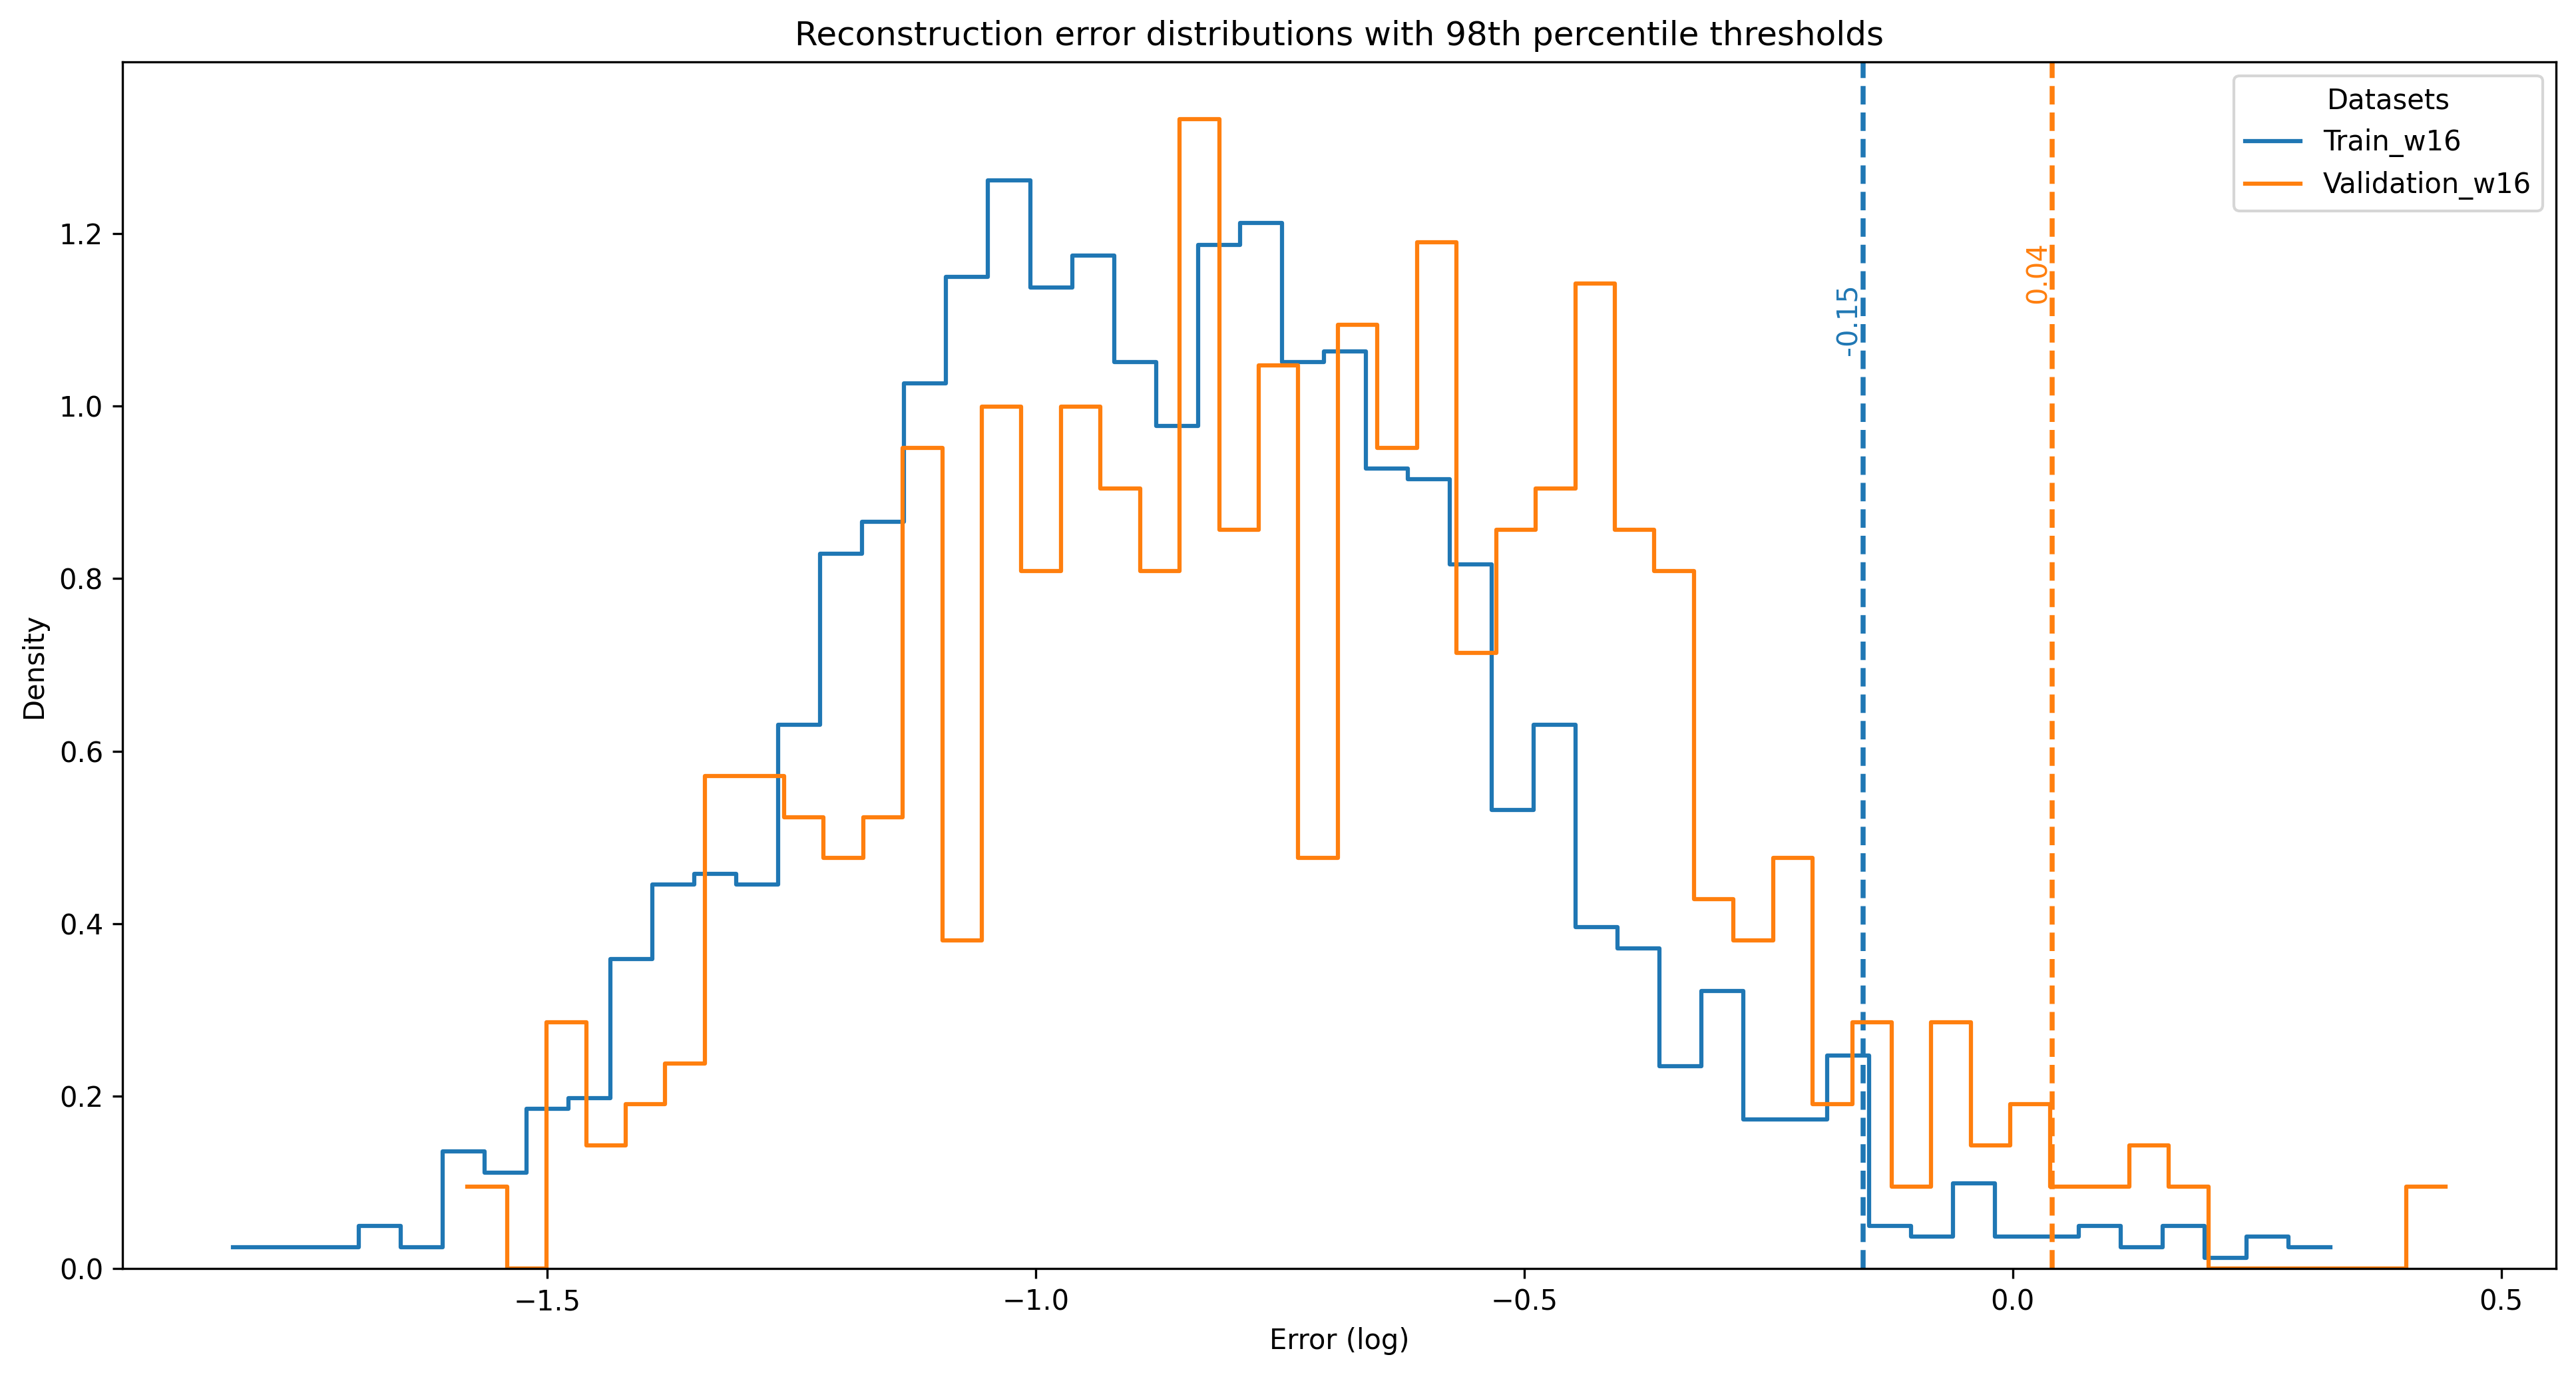 Reconstruction error distributions with 98th percentile thresholds
Datasets
Train_w16
Validation_w16
1.2
1.0
0.8
0.6
0.4
0.2
0.0
Density
-0.15
0.04
−1.5
−1.0
−0.5
0.0
0.5
Error (log)